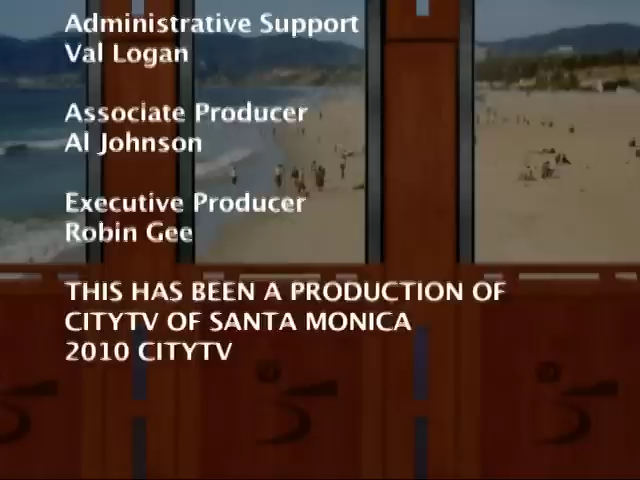 Administrative Support
Val Logan
Associate Producer
Al Johnson
Executive Producer
Robin Gee
THIS HAS BEEN A PRODUCTION OF
CITYTV OF SANTA MONICA
2010 CITYTV